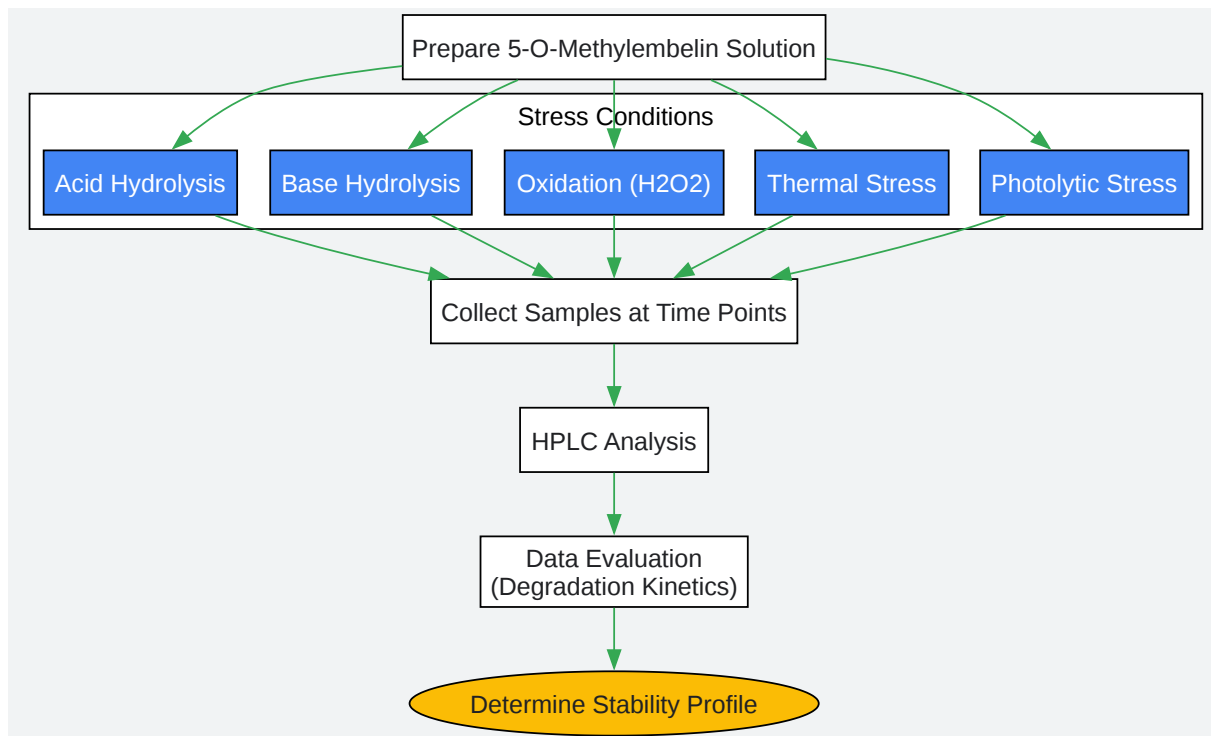 Prepare 5-O-Methylembelin Solution
Stress Conditions
Acid Hydrolysis
Base Hydrolysis
Oxidation (H2O2)
Thermal Stress
Photolytic Stress
Collect Samples at Time Points
HPLC Analysis
Data Evaluation
(Degradation Kinetics)
Determine Stability Profile